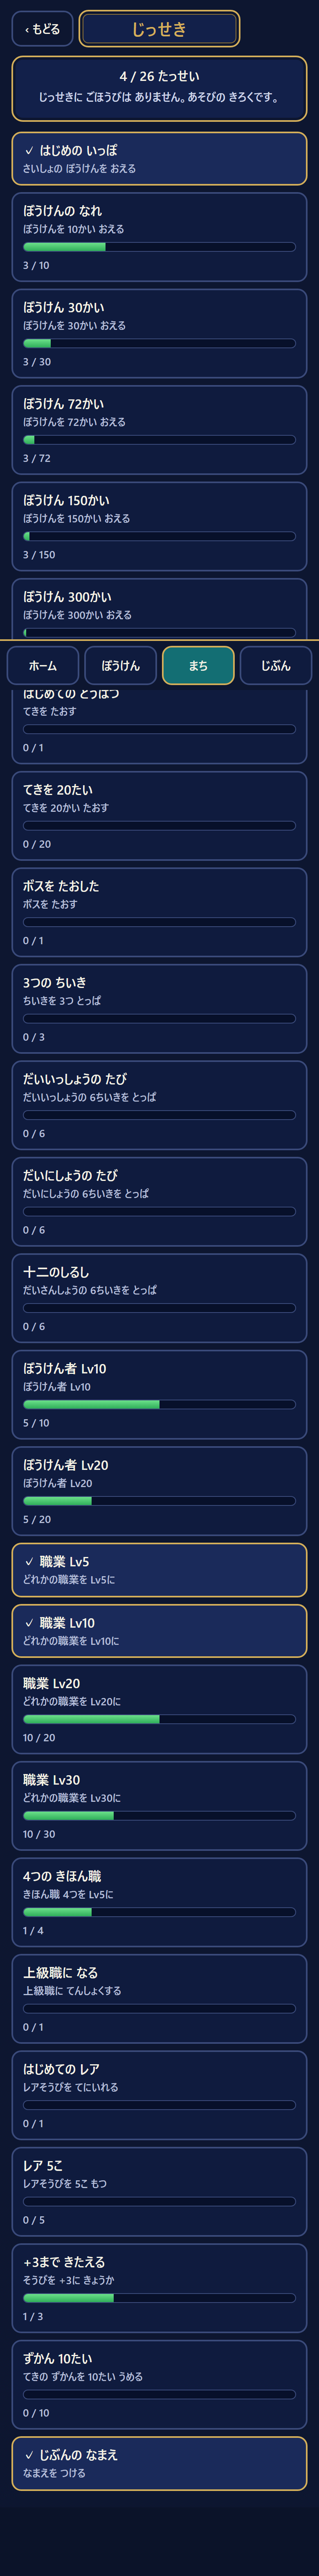 ‹ もどる
じっせき
4 / 26 たっせい
じっせきに ごほうびは ありません。あそびの きろくです。
✓ はじめの いっぽ
さいしょの ぼうけんを おえる
ぼうけんの なれ
ぼうけんを 10かい おえる
3 / 10
ぼうけん 30かい
ぼうけんを 30かい おえる
3 / 30
ぼうけん 72かい
ぼうけんを 72かい おえる
3 / 72
ぼうけん 150かい
ぼうけんを 150かい おえる
3 / 150
ぼうけん 300かい
ぼうけんを 300かい おえる
ホーム
ぼうけん
まち
じぶん
はじめての とうばつ
てきを たおす
0 / 1
てきを 20たい
てきを 20かい たおす
0 / 20
ボスを たおした
ボスを たおす
0 / 1
3つの ちいき
ちいきを 3つ とっぱ
0 / 3
だいいっしょうの たび
だいいっしょうの 6ちいきを とっぱ
0 / 6
だいにしょうの たび
だいにしょうの 6ちいきを とっぱ
0 / 6
十二のしるし
だいさんしょうの 6ちいきを とっぱ
0 / 6
ぼうけん者 Lv10
ぼうけん者 Lv10
5 / 10
ぼうけん者 Lv20
ぼうけん者 Lv20
5 / 20
✓ 職業 Lv5
どれかの職業を Lv5に
✓ 職業 Lv10
どれかの職業を Lv10に
職業 Lv20
どれかの職業を Lv20に
10 / 20
職業 Lv30
どれかの職業を Lv30に
10 / 30
4つの きほん職
きほん職 4つを Lv5に
1 / 4
上級職に なる
上級職に てんしょくする
0 / 1
はじめての レア
レアそうびを てにいれる
0 / 1
レア 5こ
レアそうびを 5こ もつ
0 / 5
+3まで きたえる
そうびを +3に きょうか
1 / 3
ずかん 10たい
てきの ずかんを 10たい うめる
0 / 10
✓ じぶんの なまえ
なまえを つける